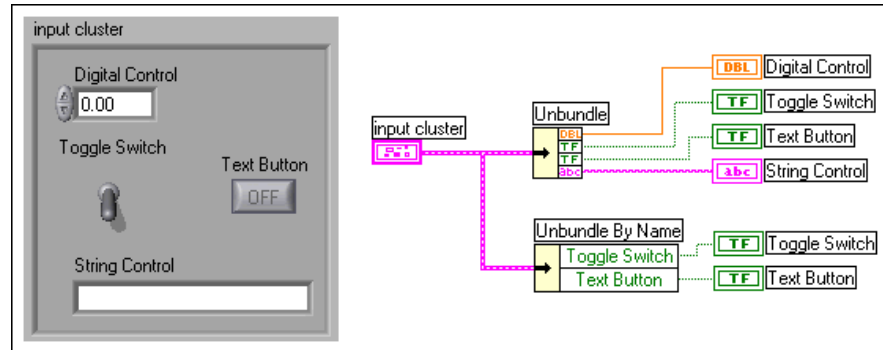 input cluster
Digital Control
0.00
Toggle Switch
Text Button
OFF
String Control
input cluster
Unbundle
DBL
TF
TF
abc
DBL Digital Control
TF Toggle Switch
TF Text Button
abc String Control
Unbundle By Name
Toggle Switch
Text Button
TF Toggle Switch
TF Text Button